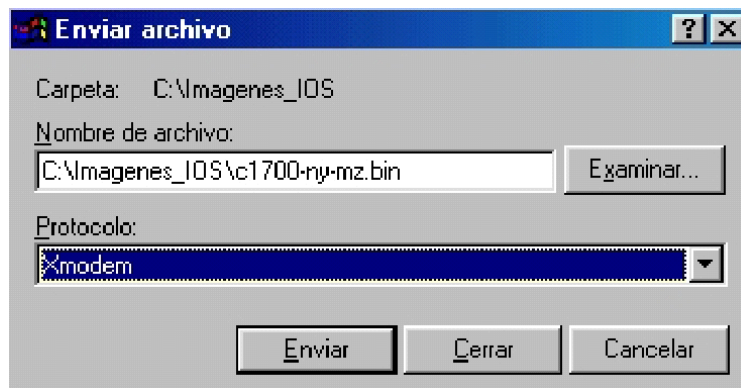 Enviar archivo
Carpeta: C:\Imagenes_IOS
Nombre de archivo:
C:\Imagenes_IOS\c1700-ny-mz.bin
Examinar...
Protocolo:
Xmodem
Enviar Cerrar Cancelar